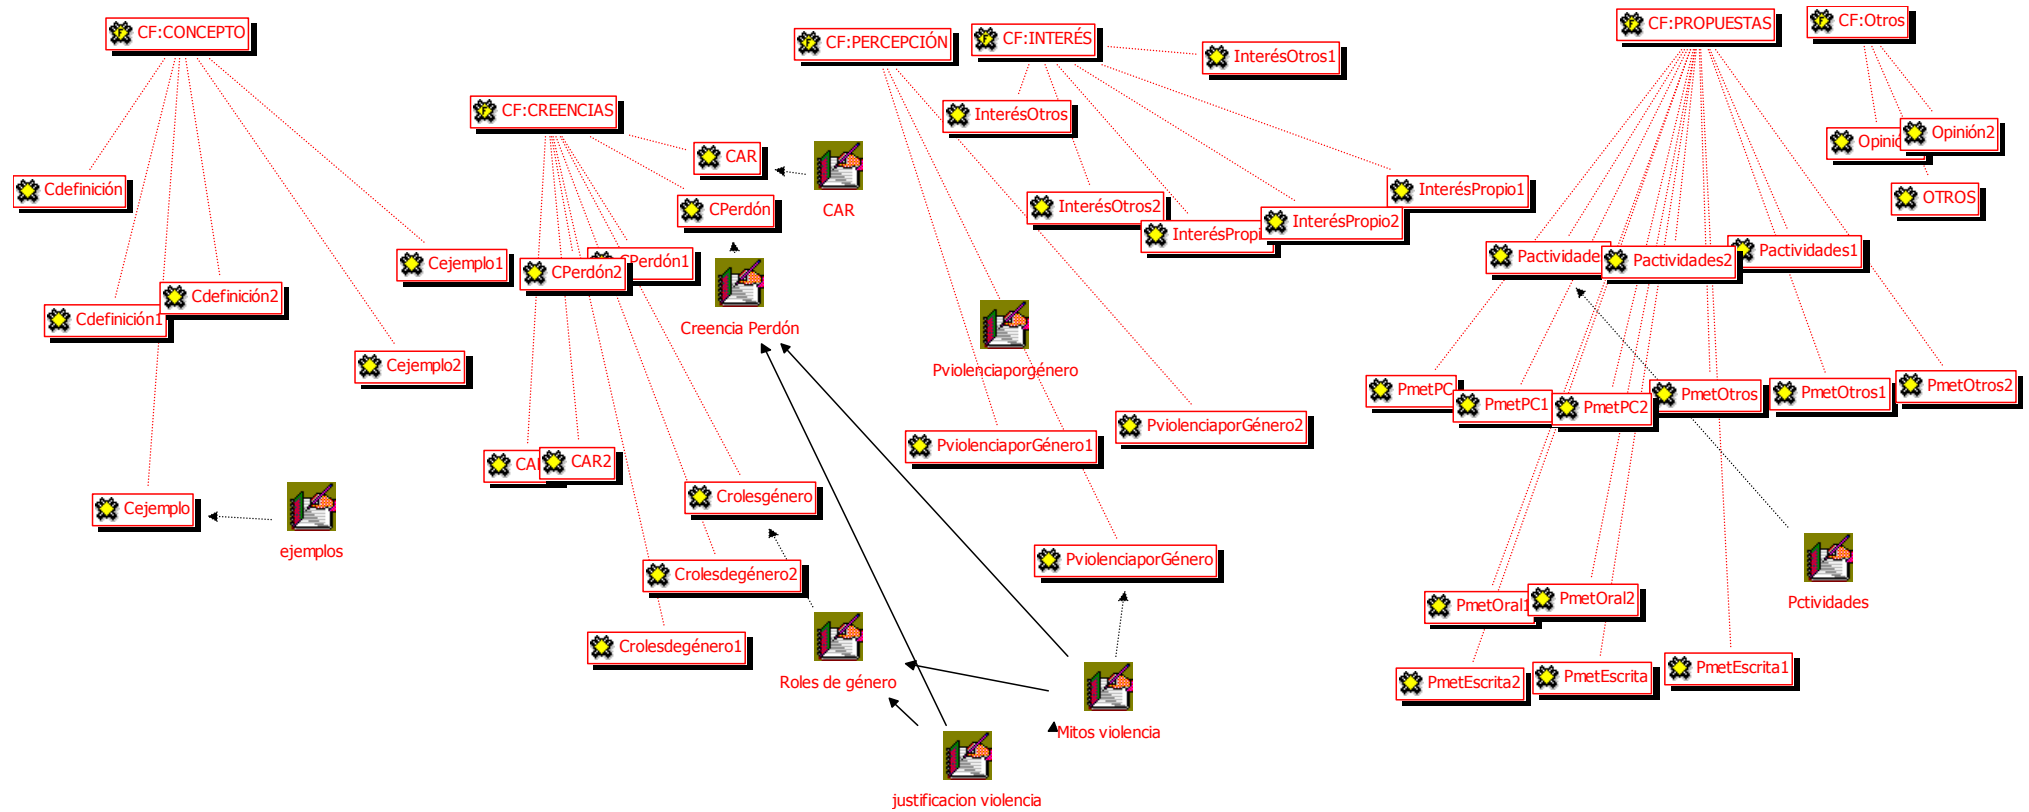 CF:CONCEPTO
CF:PERCEPCIÓN
CF:INTERÉS
CF:PROPUESTAS
CF:Otros
InterésOtros1
CF:CREENCIAS
InterésOtros
Opinión2
CAR
CAR
Cdefinición
InterésPropio1
OTROS
CPerdón
InterésOtros2
InterésPropio2
InterésPropi
Cejemplo1
CPerdón2
CPerdón1
Pactividade
Pactividades2
Pactividades1
Cdefinición2
Cdefinición1
Creencia Perdón
Cejemplo2
Pviolenciaporgénero
PmetPC
PmetPC1
PmetPC2
PmetOtros
PmetOtros1
PmetOtros2
PviolenciaporGénero2
PviolenciaporGénero1
CAR2
Crolesgénero
Cejemplo
ejemplos
PviolenciaporGénero
Crolesdegénero2
PmetOral1
PmetOral2
Pctividades
Crolesdegénero1
Roles de género
PmetEscrita2
PmetEscrita
PmetEscrita1
Mitos violencia
justificacion violencia